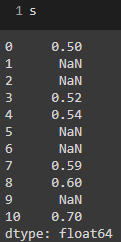 1 s
0 0.50
1 NaN
2 NaN
3 0.52
4 0.54
5 NaN
6 NaN
7 0.59
8 0.60
9 NaN
10 0.70
dtype: float64